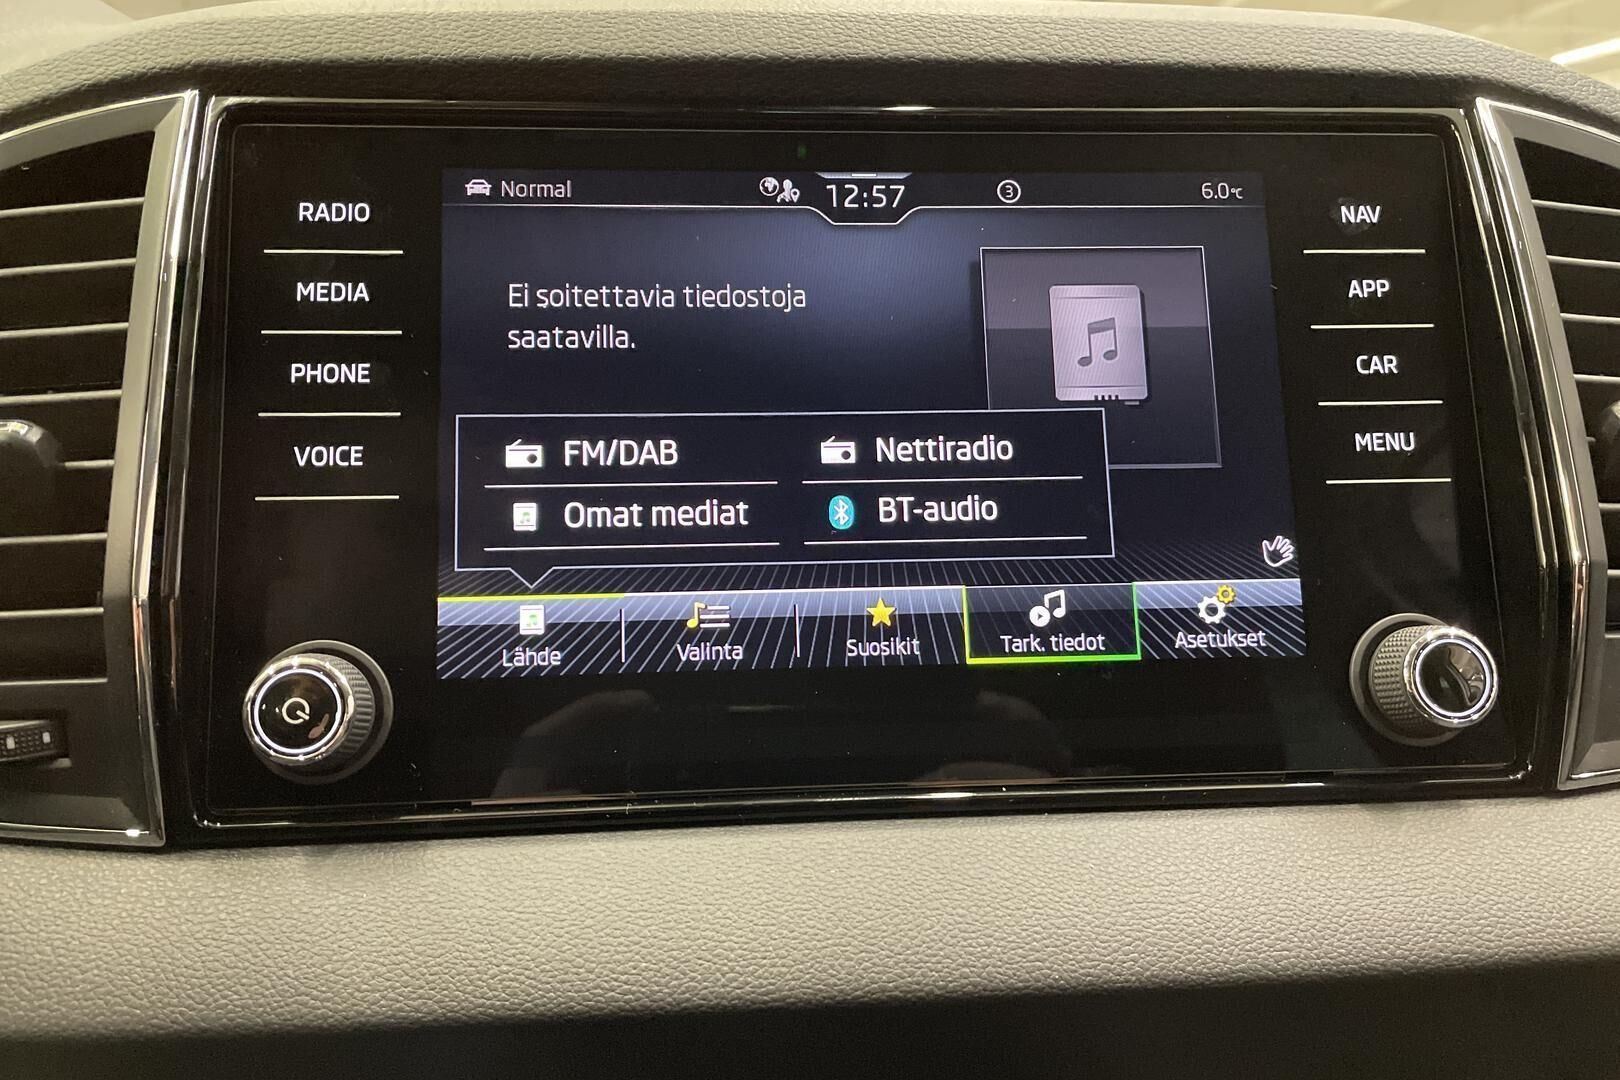 RADIO
MEDIA
PHONE
VOICE
Normal
12:57
3
6.0°C
Ei soitettavia tiedostoja
saatavilla.
FM/DAB
Nettiradio
Omat mediat
BT-audio
Lähde
Valinta
Suosikit
Tark. tiedot
Asetukset
NAV
APP
CAR
MENU